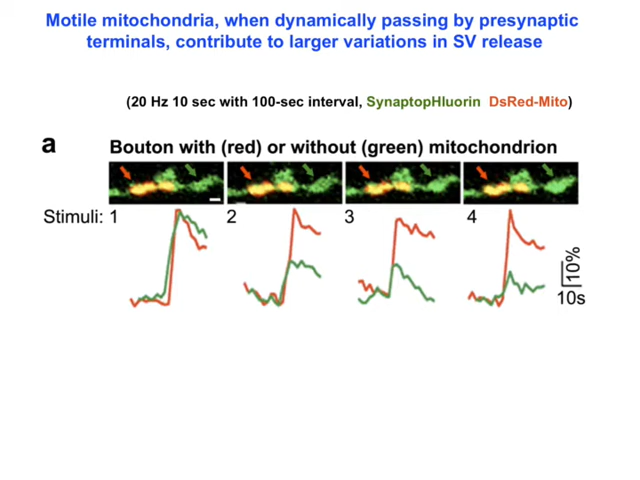 Motile mitochondria, when dynamically passing by presynaptic
terminals, contribute to larger variations in SV release
(20 Hz 10 sec with 100-sec interval, SynaptopHluorin DsRed-Mito)
a Bouton with (red) or without (green) mitochondrion
Stimuli: 1 2 3 4
10%
10s